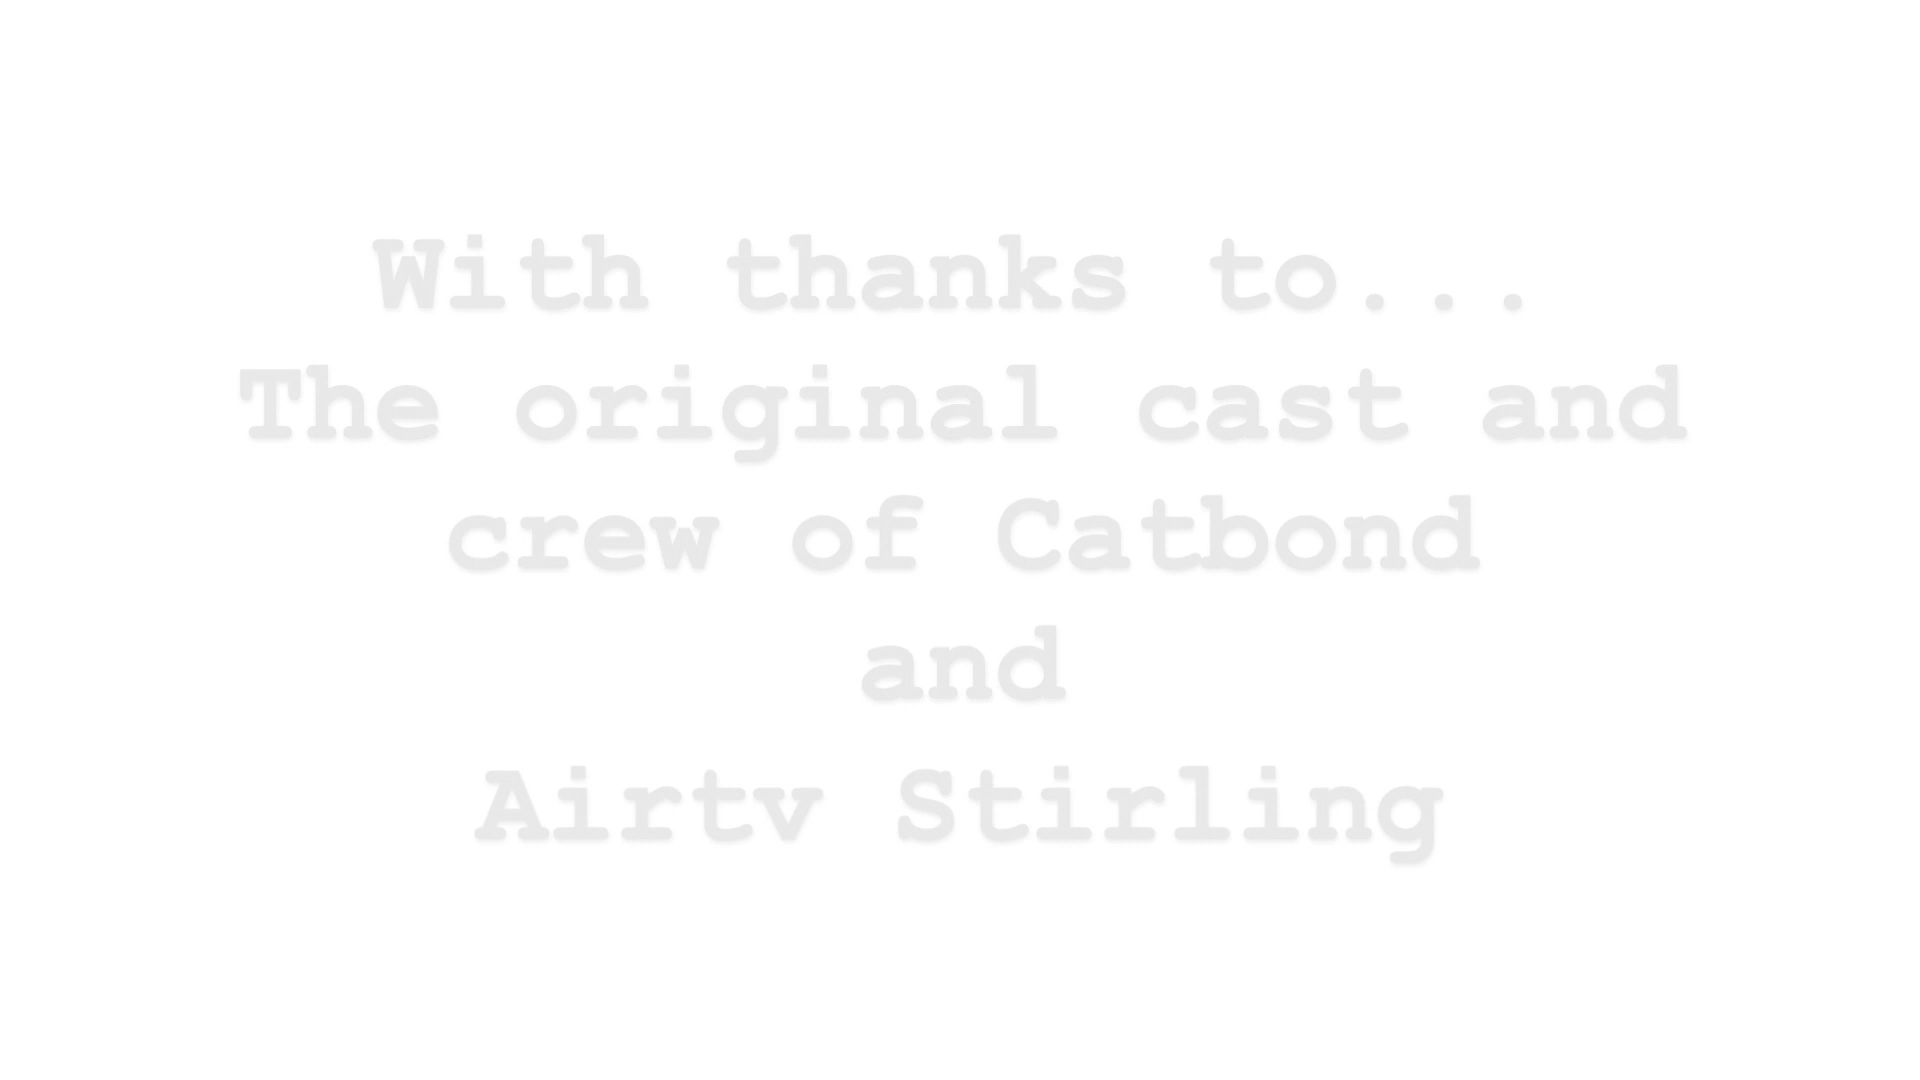 With thanks to...
The original cast and
crew of Catbond
and
Airtv Stirling